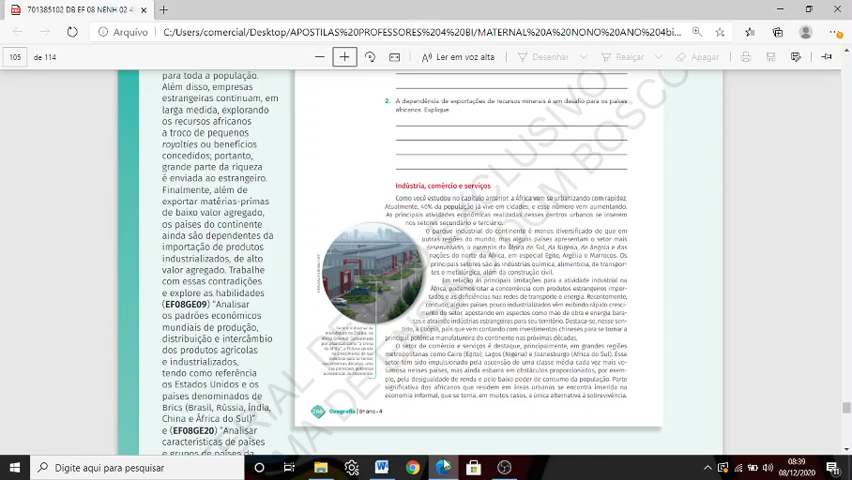 701385102 DB EF 08 NENH 02 4
Arquivo
C:/Users/comercial/Desktop/APOSTILAS%20PROFESSORES%204%20BI/MATERNAL%20A%20NONO%20ANO%204bi...
105 de 114
Ler em voz alta
Desenhar
Realçar
Apagar
para toda a população.
Além disso, empresas
estrangeiras continuam, em
larga medida, explorando
os recursos africanos
a troco de pequenos
royalties ou benefícios
concedidos; portanto,
grande parte da riqueza
é enviada ao estrangeiro.
Finalmente, além de
exportar matérias-primas
de baixo valor agregado,
os países do continente
ainda são dependentes da
importação de produtos
industrializados, de alto
valor agregado. Trabalhe
com essas contradições
e explore as habilidades
(EF08GE09) "Analisar
os padrões econômicos
mundiais de produção,
distribuição e intercâmbio
dos produtos agrícolas
e industrializados,
tendo como referência
os Estados Unidos e os
países denominados de
Brics (Brasil, Rússia, Índia,
China e África do Sul)"
e (EF08GE20) "Analisar
características de países
e grupos de países da
2. A dependência de exportações de recursos minerais é um desafio para os países
africanos. Explique.
Indústria, comércio e serviços
Como você estudou no capítulo anterior, a África vem se urbanizando com rapidez.
Atualmente, 40% da população já vive em cidades, e esse número vem aumentando.
As principais atividades econômicas realizadas nesses centros urbanos se inserem
nos setores secundário e terciário.
O parque industrial do continente é menos diversificado do que em
outras regiões do mundo, mas alguns países apresentam o setor mais
desenvolvido, a exemplo da África do Sul, da Nigéria, de Angola e das
nações do norte da África, em especial Egito, Argélia e Marrocos. Os
principais setores são as indústrias química, alimentícia, de transpor-
tes e metalúrgica, além da construção civil.
Em relação às principais limitações para a atividade industrial na
África, podemos citar a concorrência com produtos estrangeiros impor-
tados e as deficiências nas redes de transporte e energia. Recentemente,
contudo, alguns países pouco industrializados vêm exibindo rápido cresci-
mento do setor, apostando em aspectos como mão de obra e energia bara-
tos e atraindo indústrias estrangeiras para seu território. Destaca-se, nesse sen-
tido, a Etiópia, país que vem contando com investimentos chineses para se tornar a
principal potência manufatureira do continente nas próximas décadas.
O setor de comércio e serviços é destaque, principalmente, em grandes regiões
metropolitanas como Cairo (Egito), Lagos (Nigéria) e Joanesburgo (África do Sul). Esse
setor tem sido impulsionado pela ascensão de uma classe média cada vez mais vo-
lumosa nesses países, mas ainda esbarra em obstáculos proporcionados, por exem-
plo, pela desigualdade de renda e pelo baixo poder de consumo da população. Parte
significativa dos africanos que residem em áreas urbanas se encontra inserida na
economia informal, que se torna, em muitos casos, a única alternativa à sobrevivência.
Geografia | 8º ano • 4
Digite aqui para pesquisar
08:39
08/12/2020